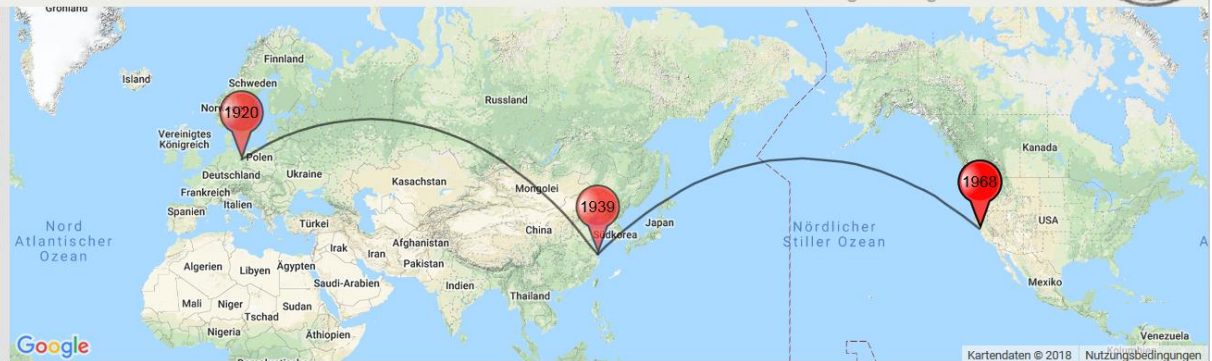 Grönland
Island
Finnland
Schweden
Russland
1920
Vereinigtes
Königreich
Polen
Deutschland
Ukraine
Frankreich
Italien
Spanien
Türkei
Kasachstan
Mongolei
1939
China
Südkorea
Japan
Nord
Atlantischer
Ozean
Irak
Iran
Afghanistan
Pakistan
Algerien
Libyen
Ägypten
Saudi-Arabien
Indien
Thailand
Mali
Niger
Tschad
Sudan
Nigeria
Äthiopien
Nördlicher
Stiller Ozean
Kanada
1968
USA
Mexiko
Venezuela
Google
Kartendaten © 2018
Nutzungsbedingungen